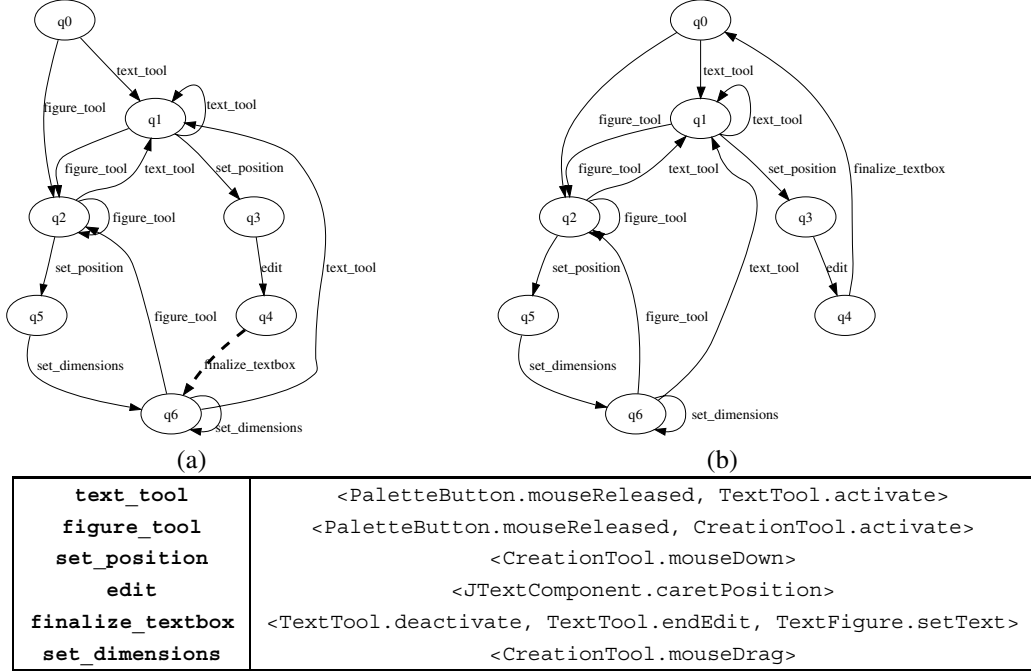 q0
text_tool
figure_tool
text_tool
q1
figure_tool
text_tool
set_position
q2
figure_tool
q3
set_position
edit
text_tool
q5
figure_tool
q4
set_dimensions
finalize_textbox
q6
set_dimensions
(a)
q0
text_tool
figure_tool
text_tool
q1
figure_tool
text_tool
set_position
finalize_textbox
q2
figure_tool
q3
set_position
text_tool
edit
q5
figure_tool
q4
set_dimensions
q6
set_dimensions
(b)
text_tool <PaletteButton.mouseReleased, TextTool.activate>
figure_tool <PaletteButton.mouseReleased, CreationTool.activate>
set_position <CreationTool.mouseDown>
edit <JTextComponent.caretPosition>
finalize_textbox <TextTool.deactivate, TextTool.endEdit, TextFigure.setText>
set_dimensions <CreationTool.mouseDrag>